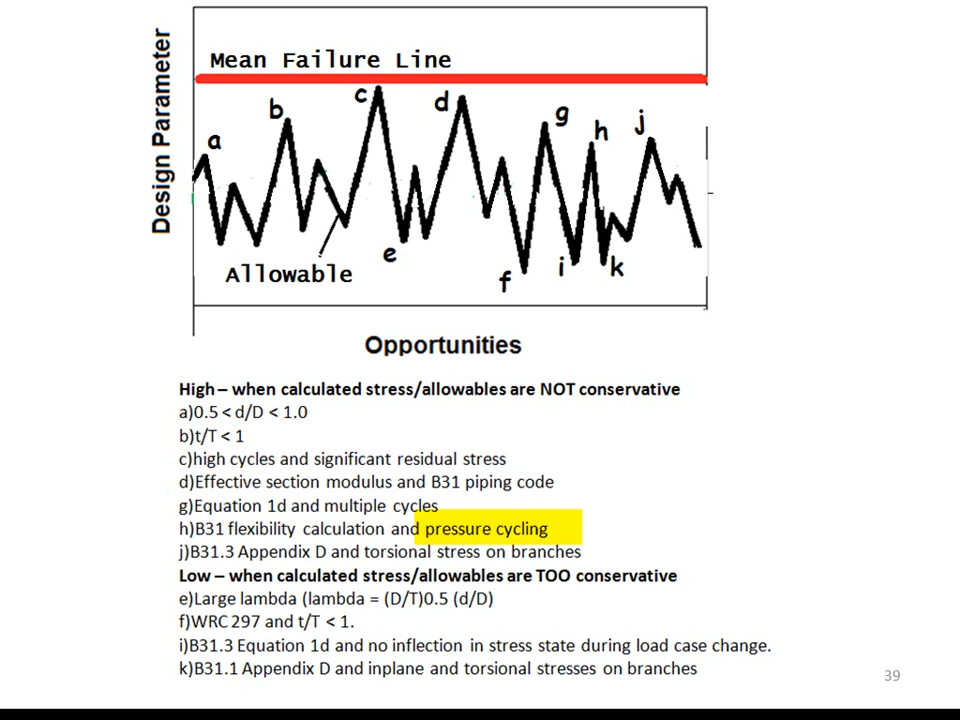 Mean Failure Line
Design Parameter
a
b
c
d
g
h
j
e
Allowable
f
i
k
Opportunities
High – when calculated stress/allowables are NOT conservative
a)0.5 < d/D < 1.0
b)t/T < 1
c)high cycles and significant residual stress
d)Effective section modulus and B31 piping code
g)Equation 1d and multiple cycles
h)B31 flexibility calculation and pressure cycling
j)B31.3 Appendix D and torsional stress on branches
Low – when calculated stress/allowables are TOO conservative
e)Large lambda (lambda = (D/T)0.5 (d/D)
f)WRC 297 and t/T < 1.
i)B31.3 Equation 1d and no inflection in stress state during load case change.
k)B31.1 Appendix D and inplane and torsional stresses on branches
39